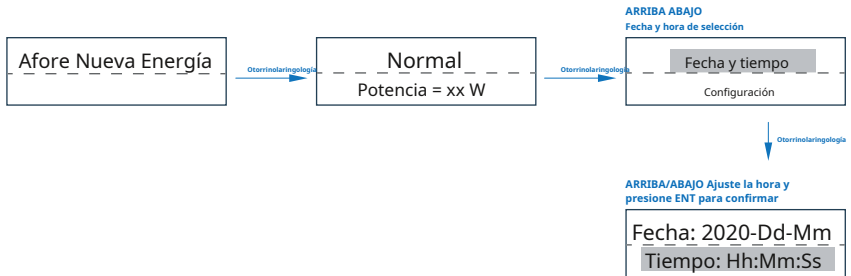 ARRIBA ABAJO
Fecha y hora de selección
Afore Nueva Energía
Otorrinolaringología
Normal
Potencia = xx W
Otorrinolaringología
Fecha y tiempo
Configuración
Otorrinolaringología
ARRIBA/ABAJO Ajuste la hora y
presione ENT para confirmar
Fecha: 2020-Dd-Mm
Tiempo: Hh:Mm:Ss